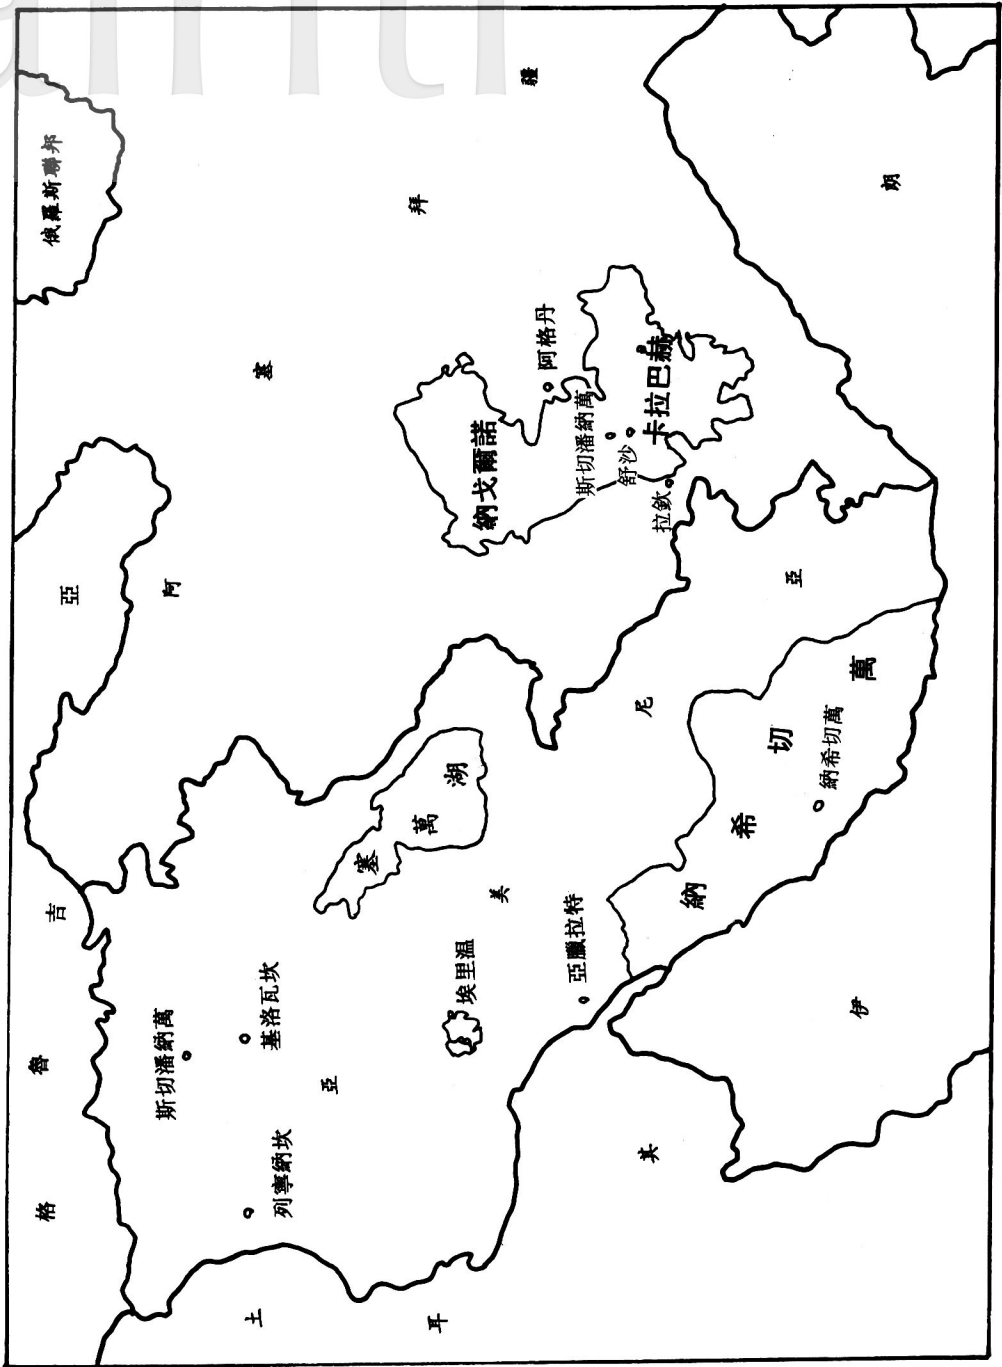 俄羅斯聯邦
格魯吉亞
阿塞拜疆
斯切潘納萬
基洛瓦坎
列寧納坎
土耳其
亞美尼亞
塞萬湖
埃里温
亞臘拉特
納戈爾諾
卡拉巴赫
阿格丹
斯切潘納萬
舒沙
拉欽
納希切萬
納希切萬
伊朗